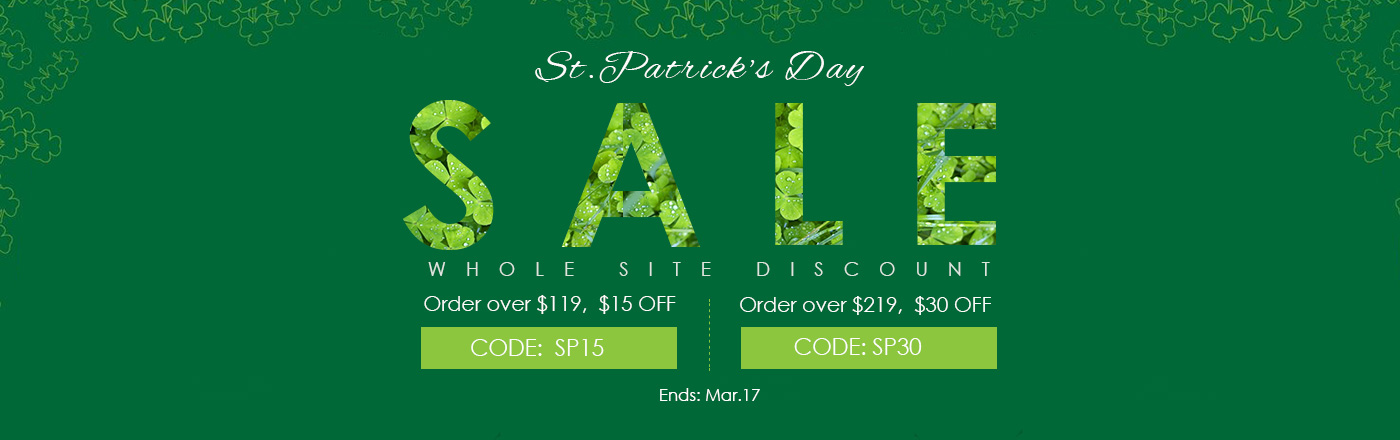 St. Patrick's Day
SALE
WHOLE SITE DISCOUNT
Order over $119, $15 OFF
CODE: SP15
Order over $219, $30 OFF
CODE: SP30
Ends: Mar.17